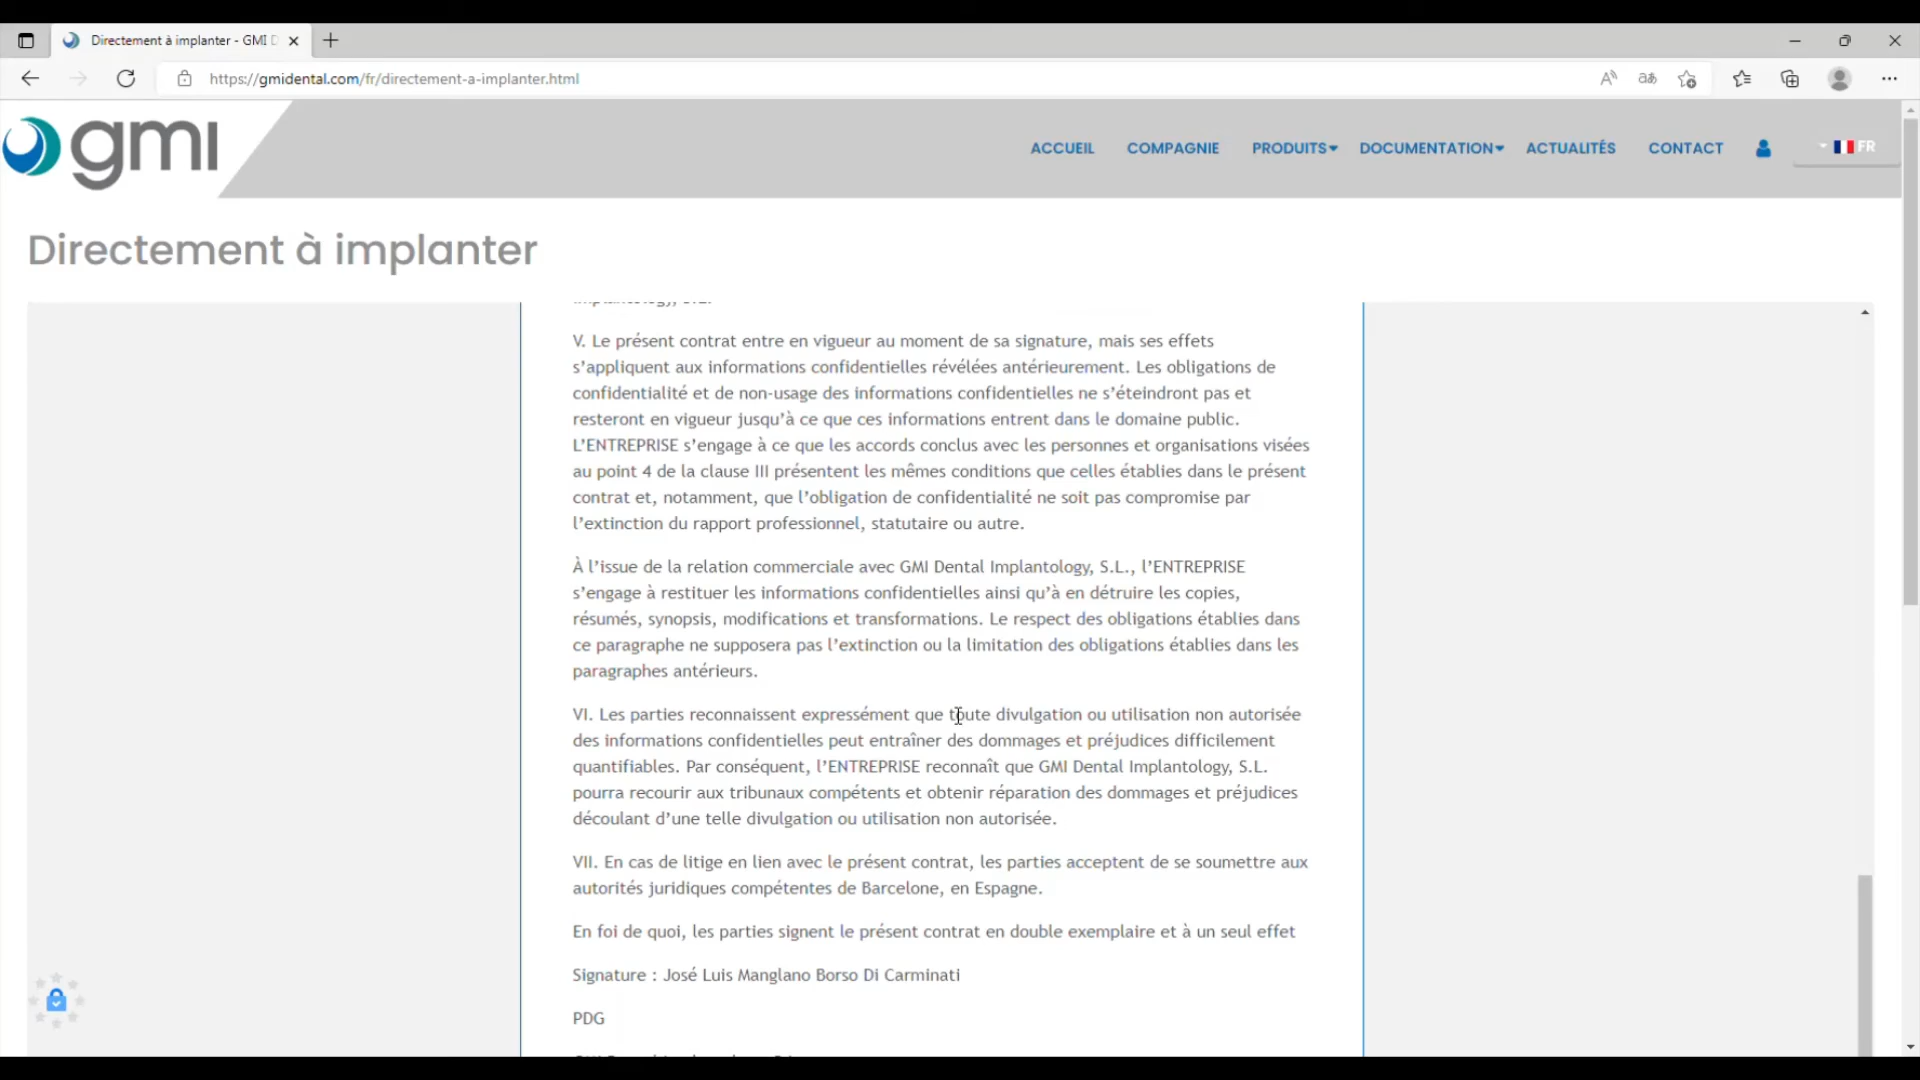 Directement à implanter - GMI D
https://gmidental.com/fr/directement-a-implanter.html
gmi
ACCUEIL COMPAGNIE PRODUITS DOCUMENTATION ACTUALITÉS CONTACT FR
Directement à implanter
V. Le présent contrat entre en vigueur au moment de sa signature, mais ses effets
s’appliquent aux informations confidentielles révélées antérieurement. Les obligations de
confidentialité et de non-usage des informations confidentielles ne s’éteindront pas et
resteront en vigueur jusqu’à ce que ces informations entrent dans le domaine public.
L’ENTREPRISE s’engage à ce que les accords conclus avec les personnes et organisations visées
au point 4 de la clause III présentent les mêmes conditions que celles établies dans le présent
contrat et, notamment, que l’obligation de confidentialité ne soit pas compromise par
l’extinction du rapport professionnel, statutaire ou autre.
À l’issue de la relation commerciale avec GMI Dental Implantology, S.L., l’ENTREPRISE
s’engage à restituer les informations confidentielles ainsi qu’à en détruire les copies,
résumés, synopsis, modifications et transformations. Le respect des obligations établies dans
ce paragraphe ne supposera pas l’extinction ou la limitation des obligations établies dans les
paragraphes antérieurs.
VI. Les parties reconnaissent expressément que toute divulgation ou utilisation non autorisée
des informations confidentielles peut entraîner des dommages et préjudices difficilement
quantifiables. Par conséquent, l’ENTREPRISE reconnaît que GMI Dental Implantology, S.L.
pourra recourir aux tribunaux compétents et obtenir réparation des dommages et préjudices
découlant d’une telle divulgation ou utilisation non autorisée.
VII. En cas de litige en lien avec le présent contrat, les parties acceptent de se soumettre aux
autorités juridiques compétentes de Barcelone, en Espagne.
En foi de quoi, les parties signent le présent contrat en double exemplaire et à un seul effet
Signature : José Luis Manglano Borso Di Carminati
PDG